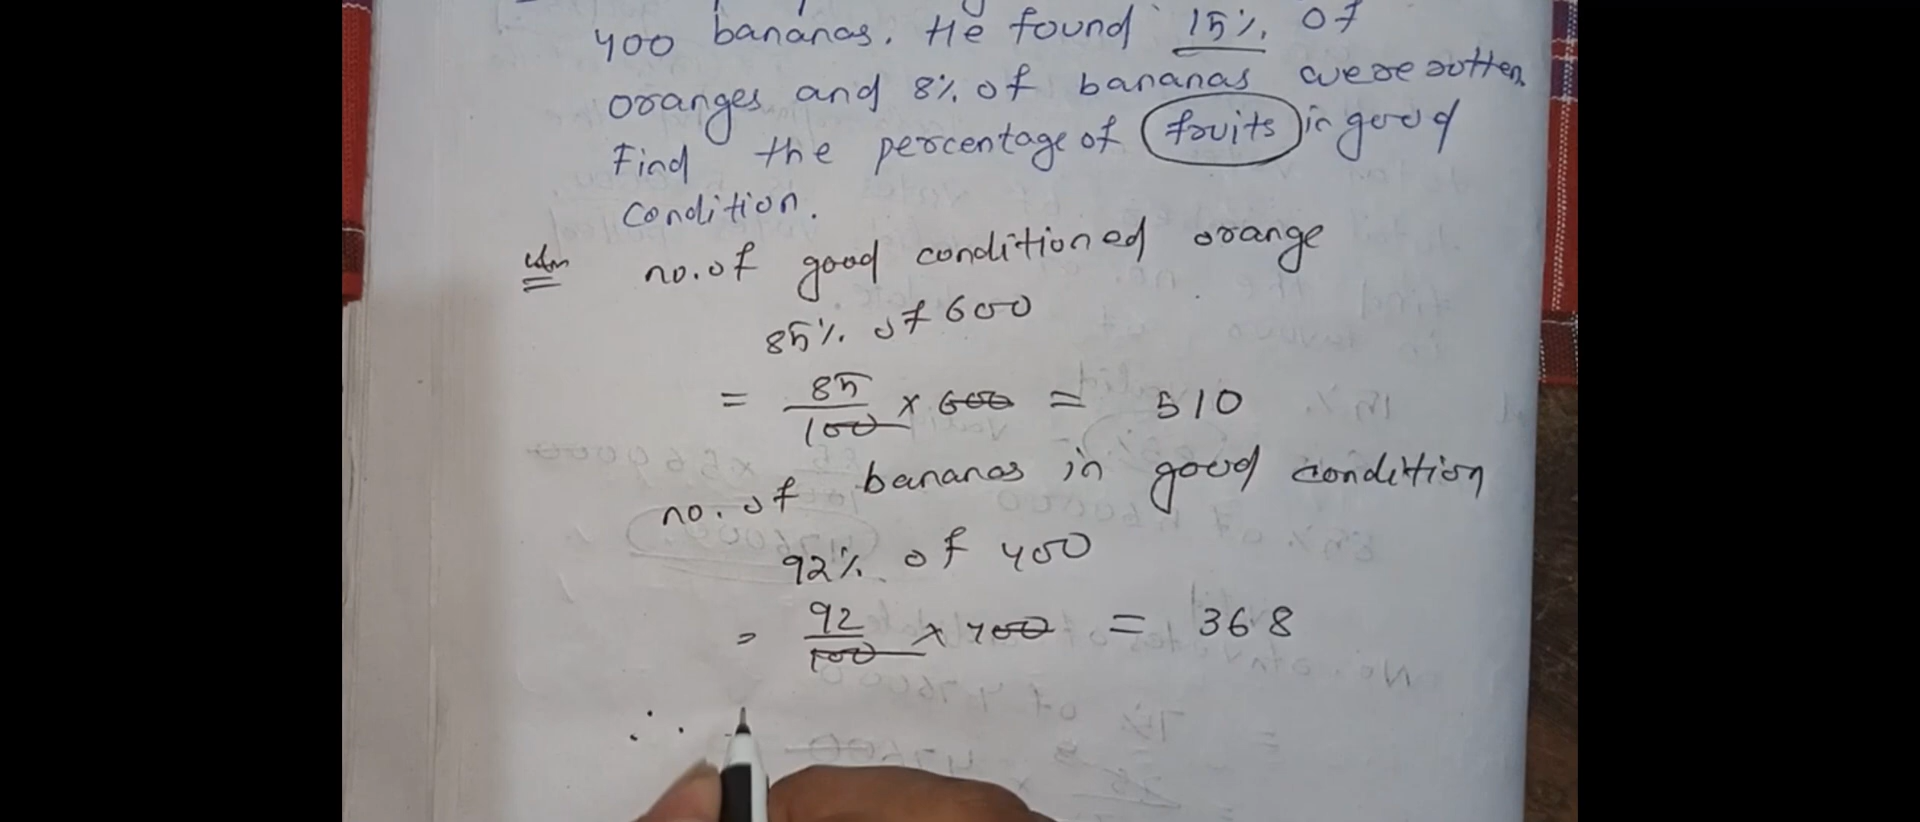 400 bananas. He found 15% of
oranges and 8% of bananas were rotten
Find the percentage of fruits in good
condition.
no. of good conditioned orange
85% of 600
= 85/100 × 600 = 510
no. of bananas in good condition
92% of 400
= 92/100 × 400 = 368
∴